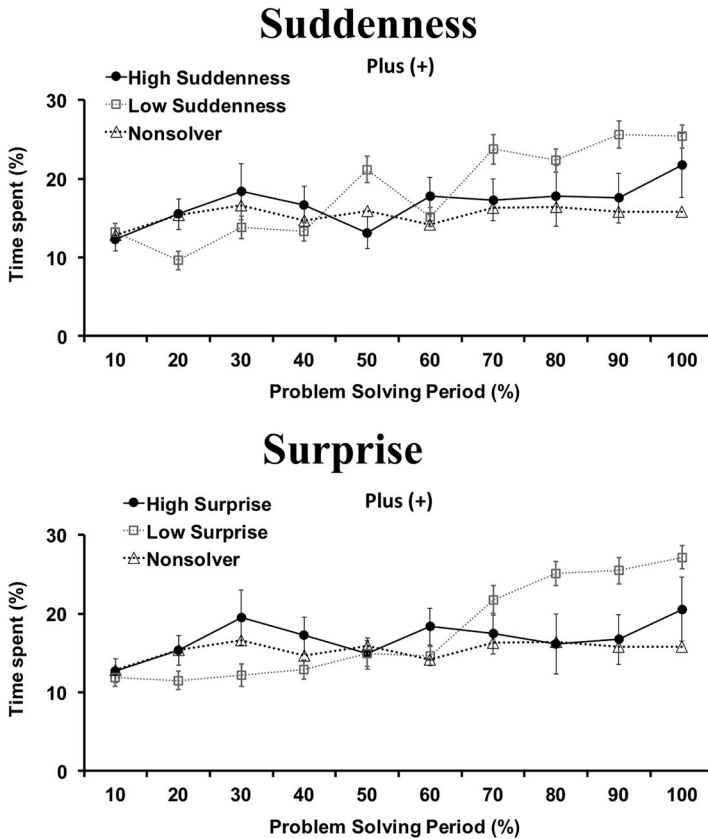 Suddenness
Plus (+)
High Suddenness
Low Suddenness
Nonsolver
30
20
10
0
Time spent (%)
10 20 30 40 50 60 70 80 90 100
Problem Solving Period (%)
Surprise
Plus (+)
High Surprise
Low Surprise
Nonsolver
30
20
10
0
Time spent (%)
10 20 30 40 50 60 70 80 90 100
Problem Solving Period (%)